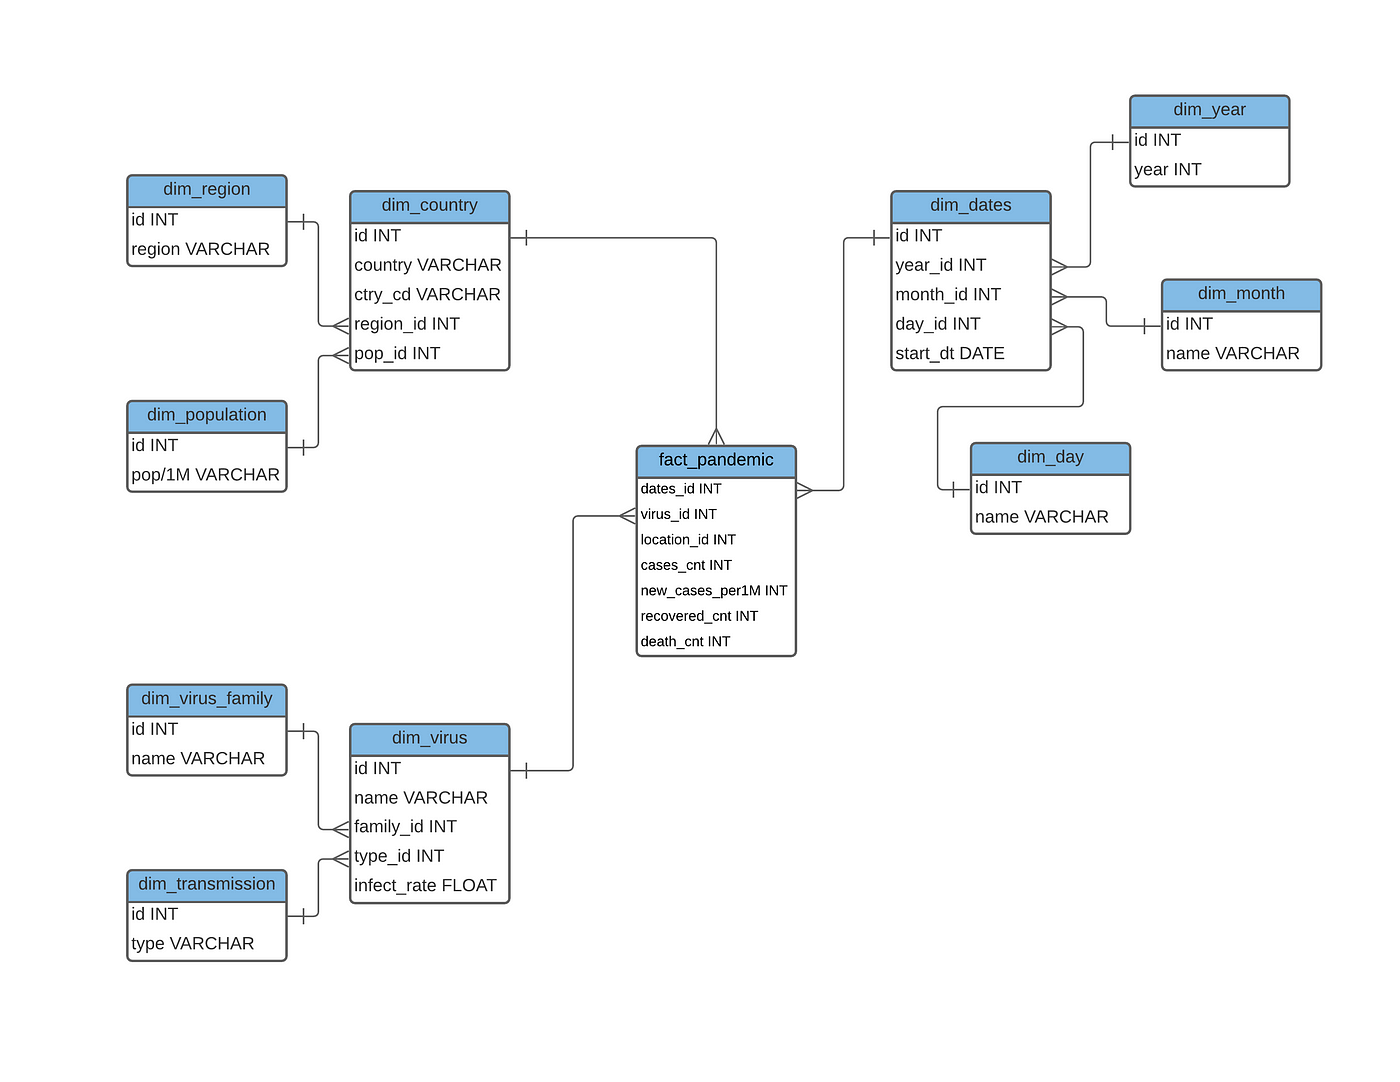 dim_year
id INT
year INT
dim_region
id INT
region VARCHAR
dim_country
id INT
country VARCHAR
ctry_cd VARCHAR
region_id INT
pop_id INT
dim_dates
id INT
year_id INT
month_id INT
day_id INT
start_dt DATE
dim_month
id INT
name VARCHAR
dim_population
id INT
pop/1M VARCHAR
fact_pandemic
dates_id INT
virus_id INT
location_id INT
cases_cnt INT
new_cases_per1M INT
recovered_cnt INT
death_cnt INT
dim_day
id INT
name VARCHAR
dim_virus_family
id INT
name VARCHAR
dim_virus
id INT
name VARCHAR
family_id INT
type_id INT
infect_rate FLOAT
dim_transmission
id INT
type VARCHAR